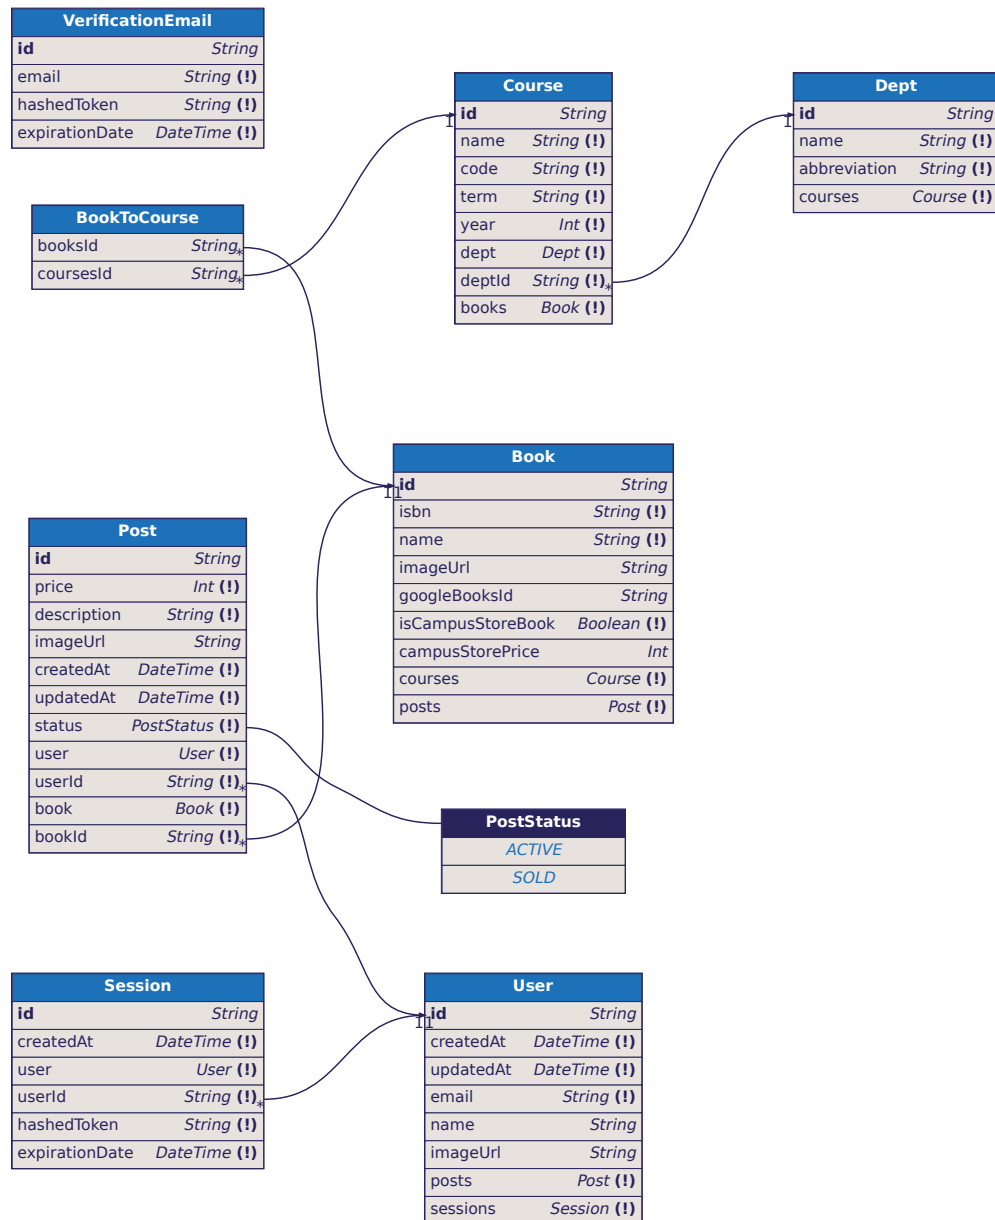 VerificationEmail
id String
email String (!)
hashedToken String (!)
expirationDate DateTime (!)
Course
1 id String
name String (!)
code String (!)
term String (!)
year Int (!)
dept Dept (!)
deptId String (!) *
books Book (!)
Dept
1 id String
name String (!)
abbreviation String (!)
courses Course (!)
BookToCourse
booksId String *
coursesId String *
Book
1 1 id String
isbn String (!)
name String (!)
imageUrl String
googleBooksId String
isCampusStoreBook Boolean (!)
campusStorePrice Int
courses Course (!)
posts Post (!)
Post
id String
price Int (!)
description String (!)
imageUrl String
createdAt DateTime (!)
updatedAt DateTime (!)
status PostStatus (!)
user User (!)
userId String (!) *
book Book (!)
bookId String (!) *
PostStatus
ACTIVE
SOLD
Session
id String
createdAt DateTime (!)
user User (!)
userId String (!) *
hashedToken String (!)
expirationDate DateTime (!)
User
1 1 id String
createdAt DateTime (!)
updatedAt DateTime (!)
email String (!)
name String
imageUrl String
posts Post (!)
sessions Session (!)